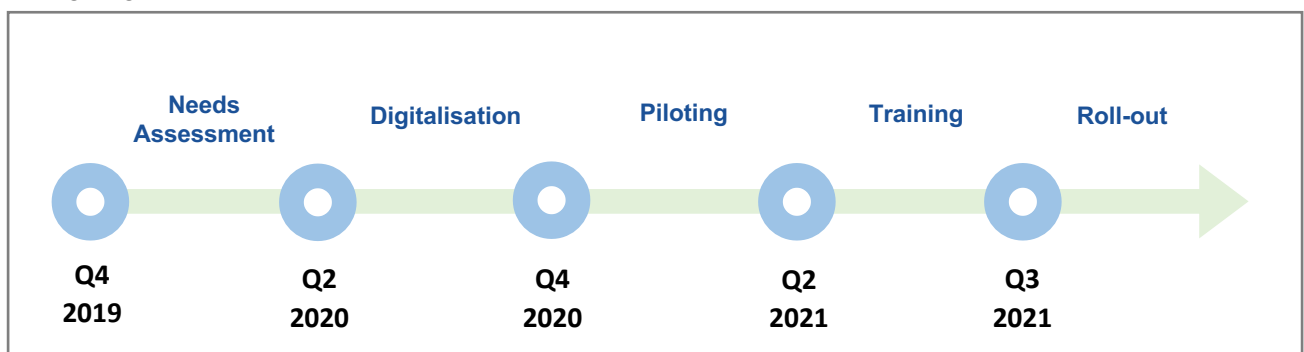 Needs
Assessment
Digitalisation
Piloting
Training
Roll-out
Q4
2019
Q2
2020
Q4
2020
Q2
2021
Q3
2021